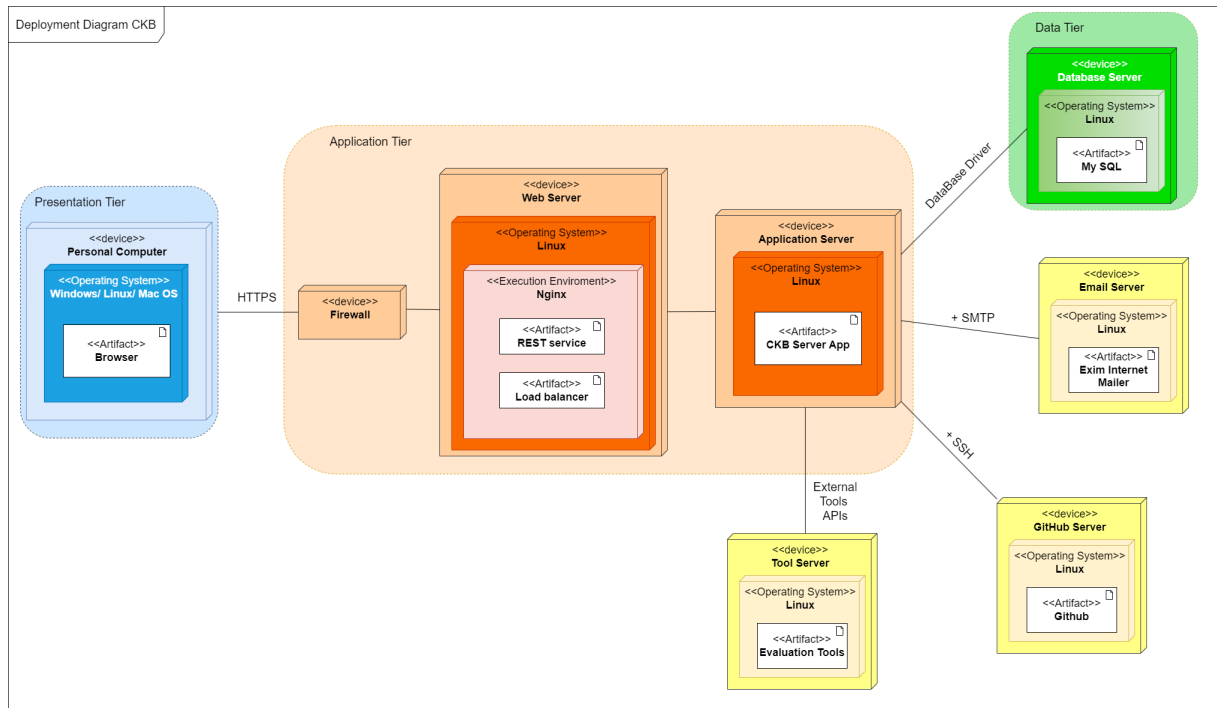 Deployment Diagram CKB
Presentation Tier
<<device>>
Personal Computer
<<Operating System>>
Windows/ Linux/ Mac OS
<<Artifact>>
Browser
HTTPS
Application Tier
<<device>>
Firewall
<<device>>
Web Server
<<Operating System>>
Linux
<<Execution Enviroment>>
Nginx
<<Artifact>>
REST service
<<Artifact>>
Load balancer
<<device>>
Application Server
<<Operating System>>
Linux
<<Artifact>>
CKB Server App
DataBase Driver
Data Tier
<<device>>
Database Server
<<Operating System>>
Linux
<<Artifact>>
My SQL
+ SMTP
<<device>>
Email Server
<<Operating System>>
Linux
<<Artifact>>
Exim Internet
Mailer
+ SSH
<<device>>
GitHub Server
<<Operating System>>
Linux
<<Artifact>>
Github
External
Tools
APIs
<<device>>
Tool Server
<<Operating System>>
Linux
<<Artifact>>
Evaluation Tools